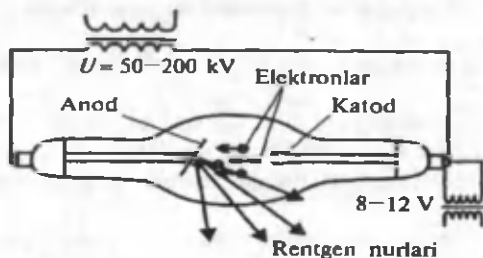 U = 50−200 kV
Elektronlar
Anod
Katod
8−12 V
Rentgen nurlari